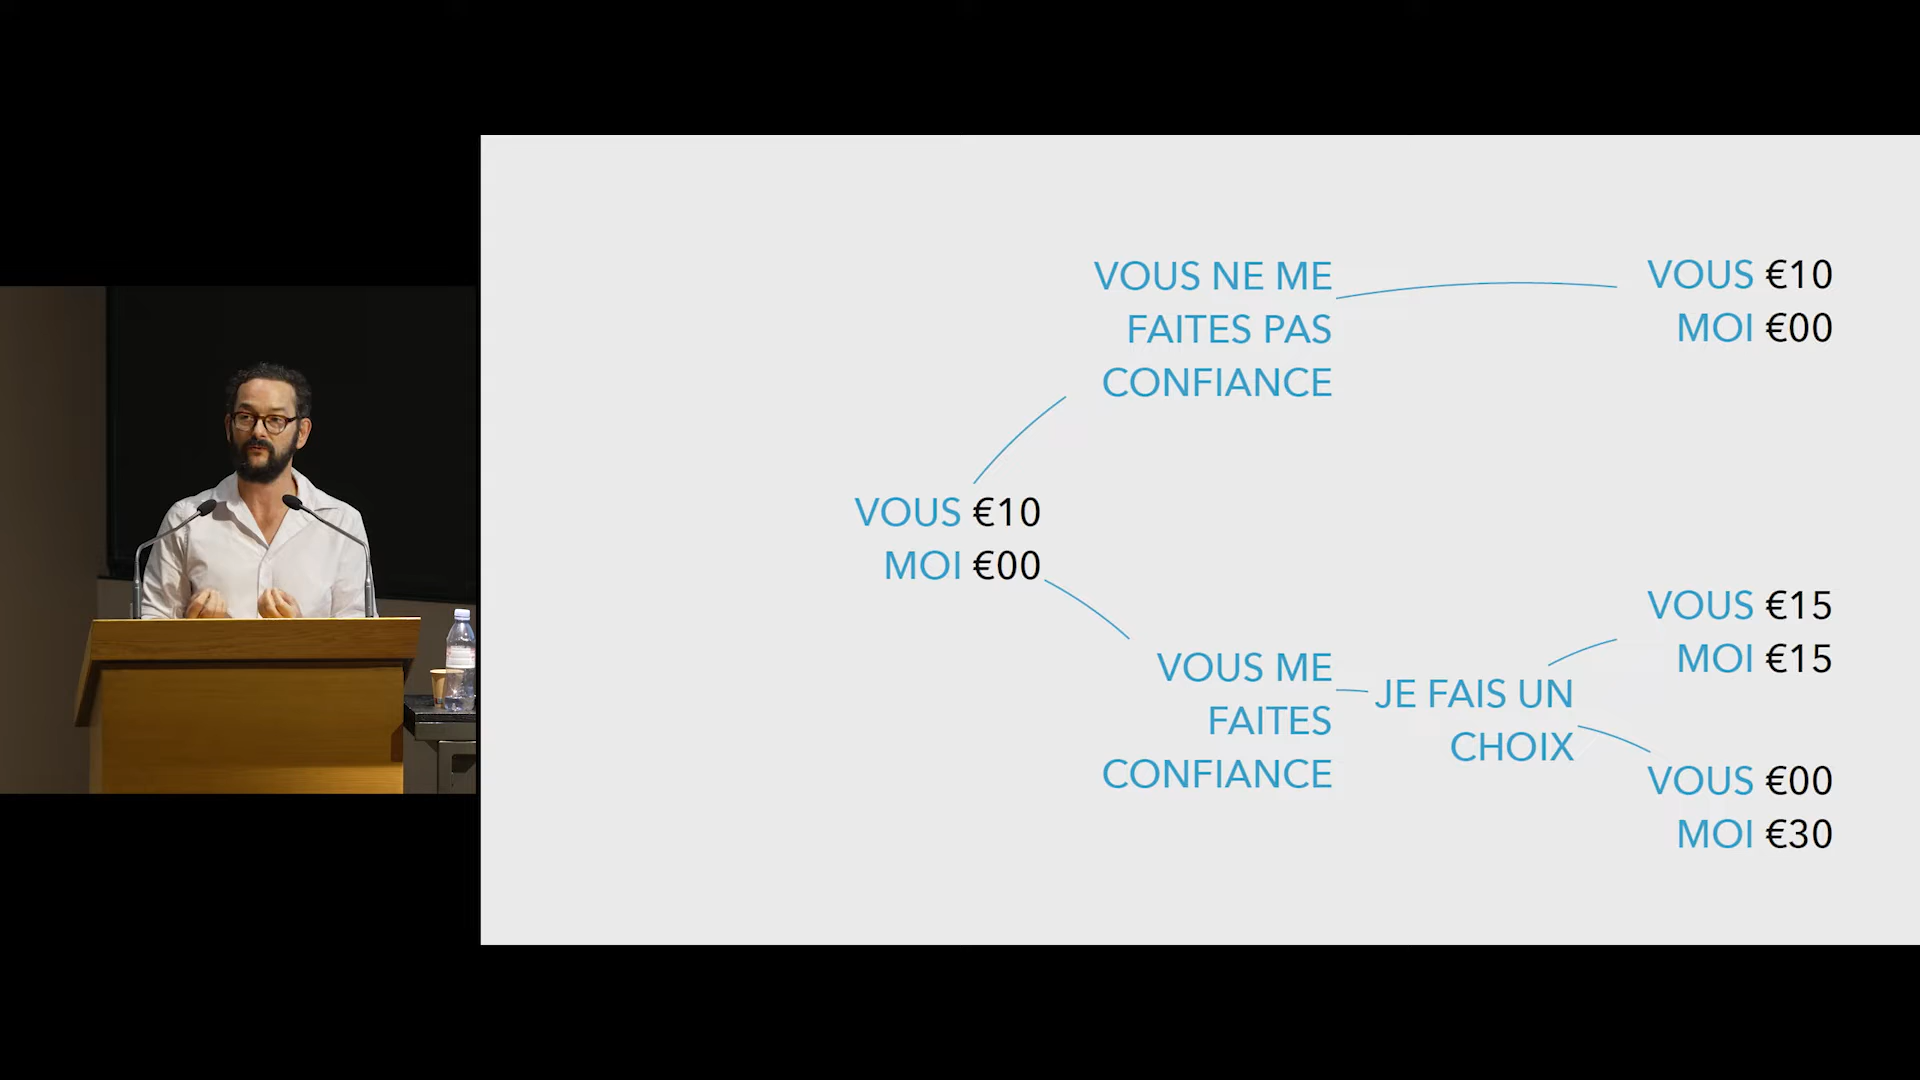 VOUS NE ME
FAITES PAS
CONFIANCE
VOUS €10
MOI €00
VOUS €10
MOI €00
VOUS ME
FAITES
CONFIANCE
JE FAIS UN
CHOIX
VOUS €15
MOI €15
VOUS €00
MOI €30